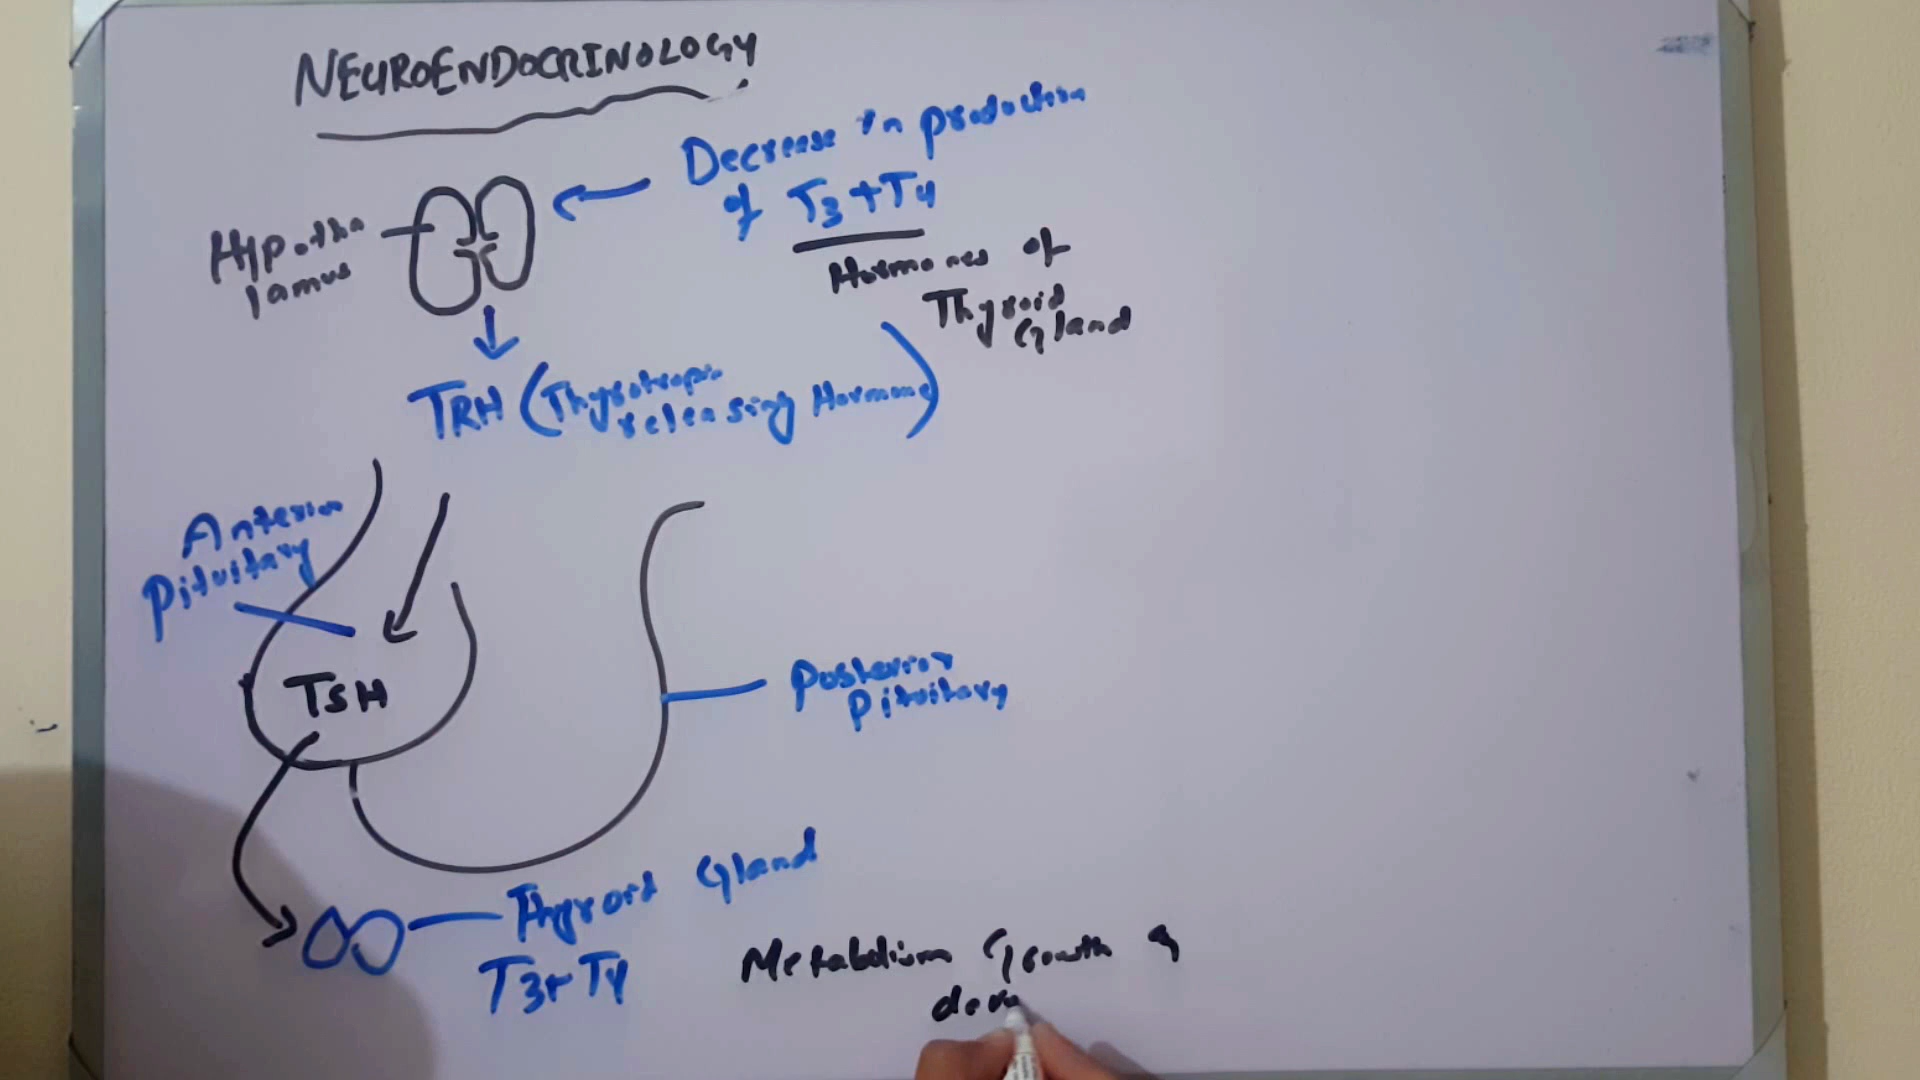 NEUROENDOCRINOLOGY
Decrease in production
of T3+T4
Hormones of
Thyroid
Gland
Hypotha
lamus
TRH (Thyrotropin
releasing Hormone)
Anterior
Pituitary
TSH
Posterior
Pituitary
Thyroid Gland
T3+T4
Metabolism Growth &
deve